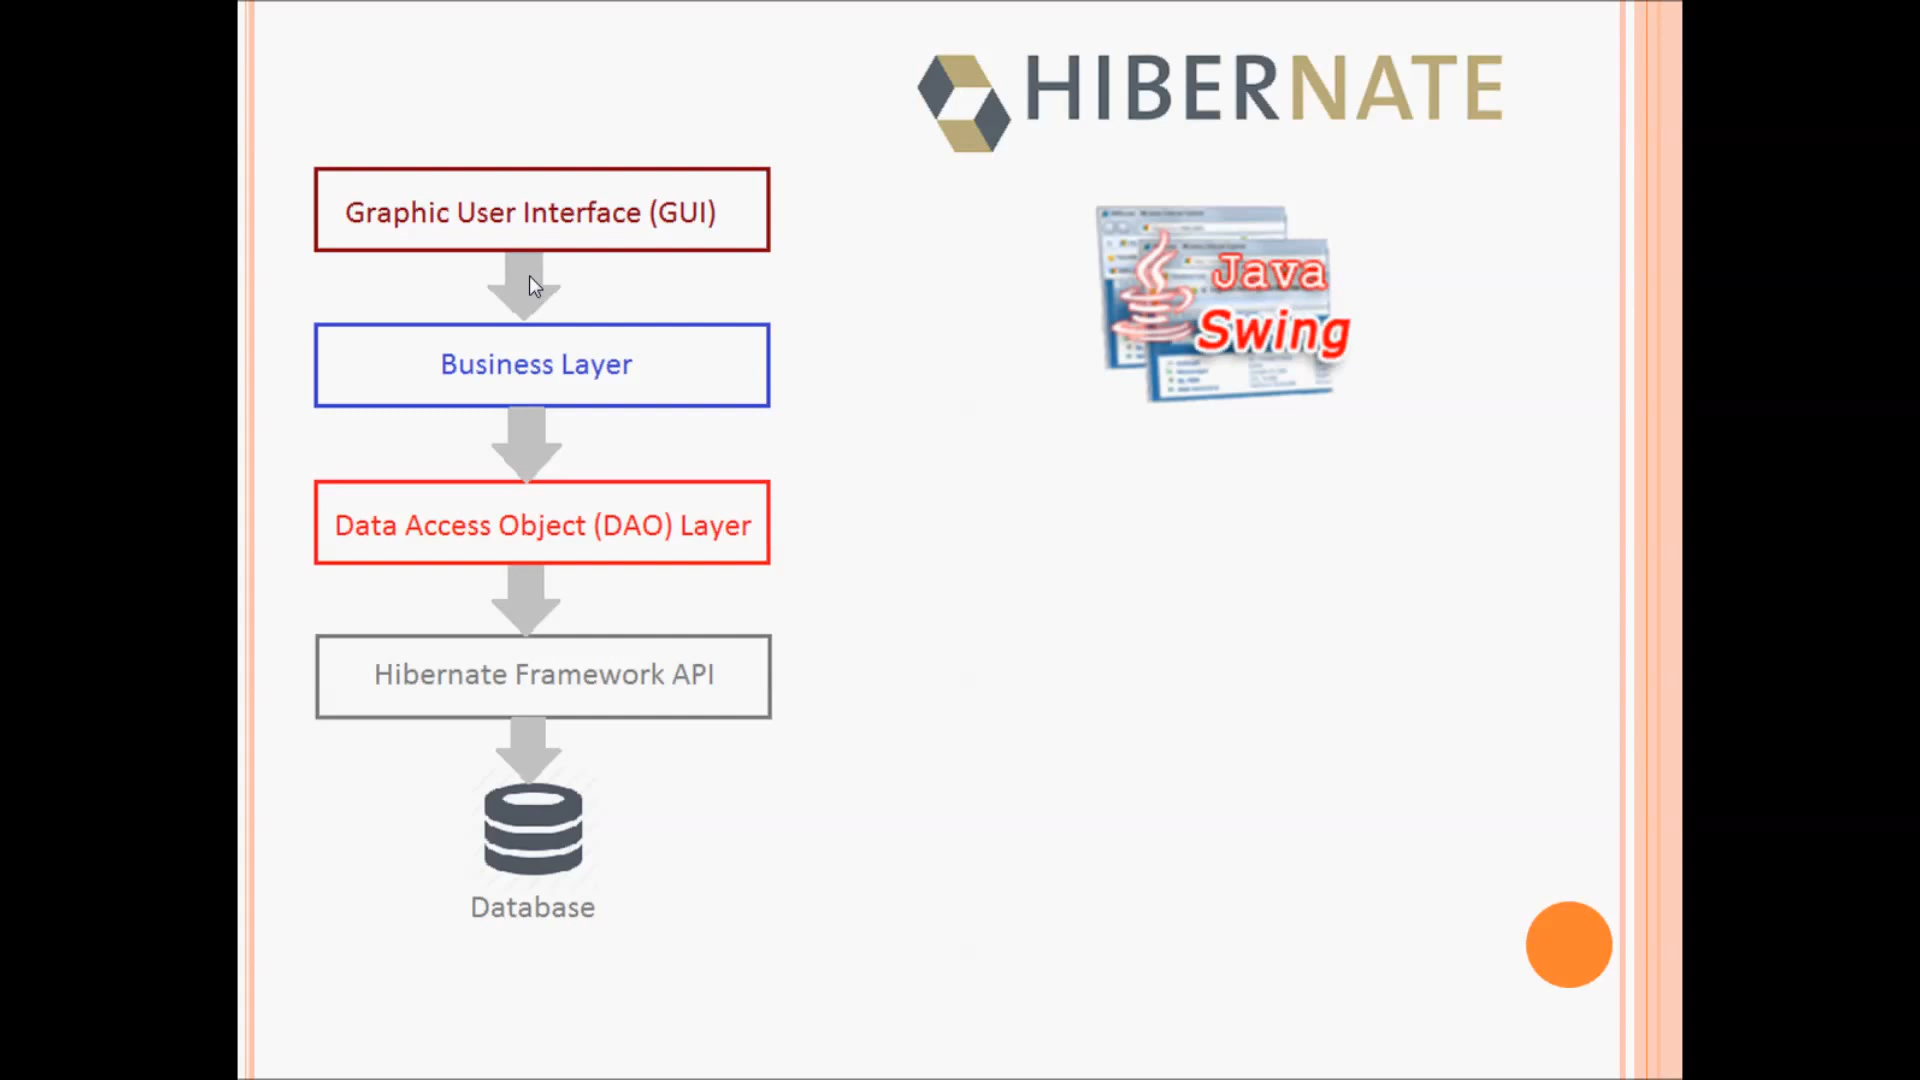 HIBERNATE
Graphic User Interface (GUI)
Java
Swing
Business Layer
Data Access Object (DAO) Layer
Hibernate Framework API
Database